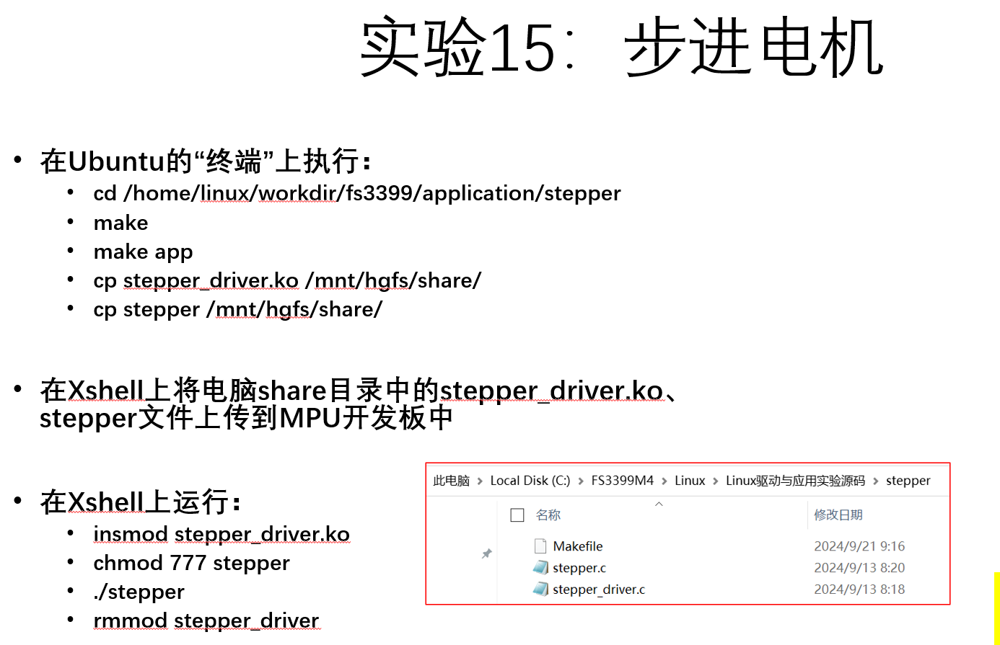 实验15：步进电机
• 在Ubuntu的“终端”上执行：
• cd /home/linux/workdir/fs3399/application/stepper
• make
• make app
• cp stepper_driver.ko /mnt/hgfs/share/
• cp stepper /mnt/hgfs/share/
• 在Xshell上将电脑share目录中的stepper_driver.ko、
stepper文件上传到MPU开发板中
• 在Xshell上运行：
• insmod stepper_driver.ko
• chmod 777 stepper
• ./stepper
• rmmod stepper_driver
此电脑 > Local Disk (C:) > FS3399M4 > Linux > Linux驱动与应用实验源码 > stepper
名称 修改日期
Makefile 2024/9/21 9:16
stepper.c 2024/9/13 8:20
stepper_driver.c 2024/9/13 8:18